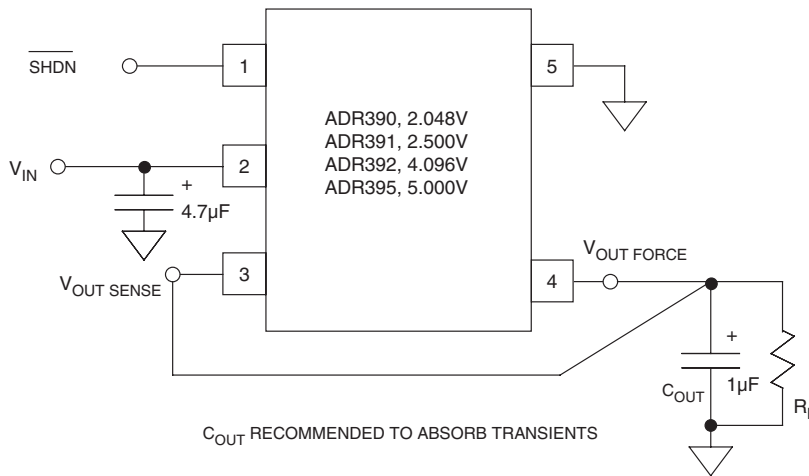 SHDN
1
5
ADR390, 2.048V
ADR391, 2.500V
ADR392, 4.096V
ADR395, 5.000V
V_IN
2
+
4.7µF
V_OUT SENSE
3
4
V_OUT FORCE
+
C_OUT
1µF
C_OUT RECOMMENDED TO ABSORB TRANSIENTS